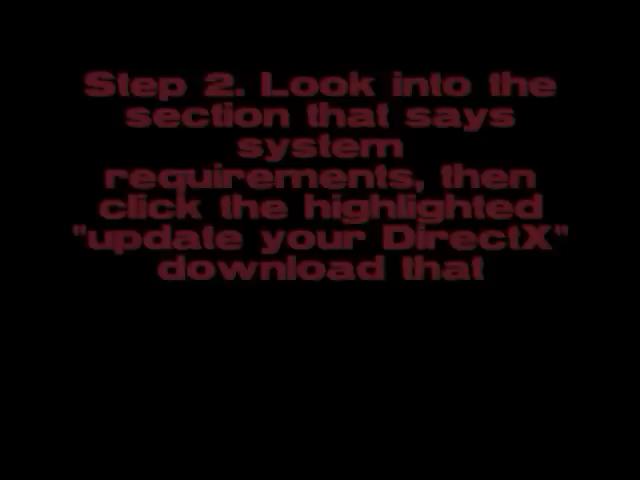 Step 2. Look into the
section that says
system
requirements, then
click the highlighted
"update your DirectX"
download that